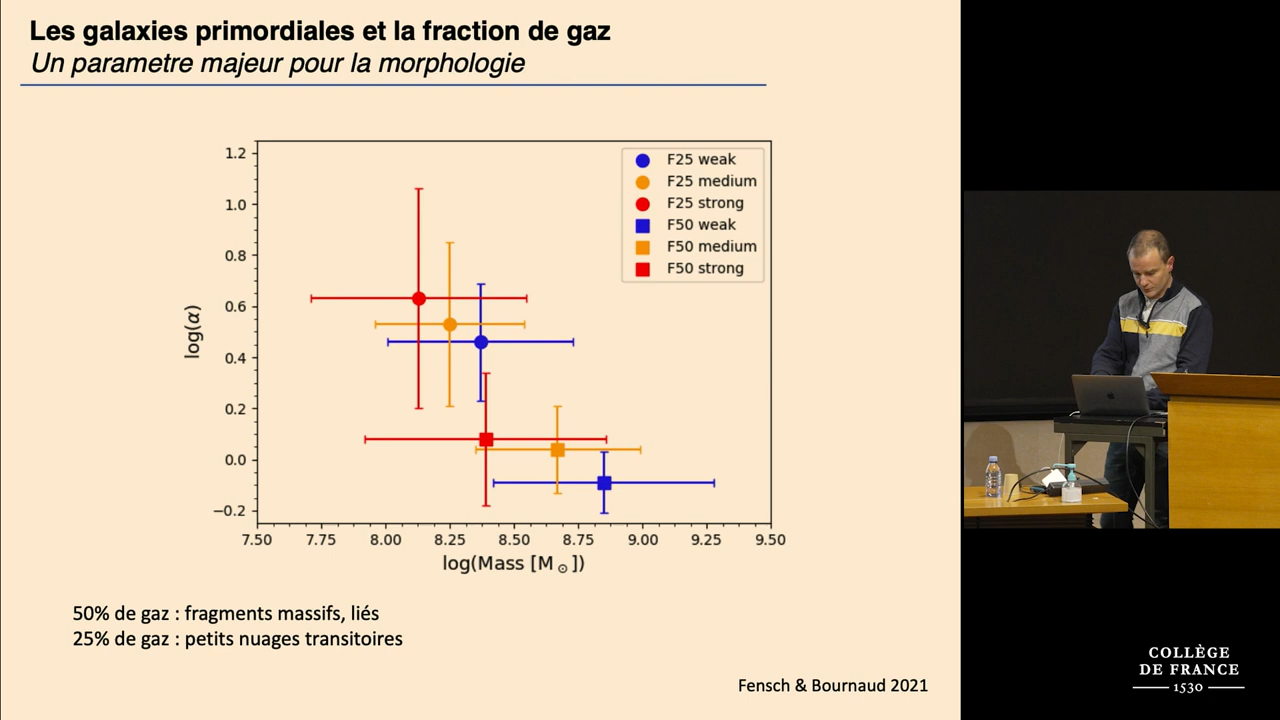 Les galaxies primordiales et la fraction de gaz
Un parametre majeur pour la morphologie
1.2
1.0
0.8
0.6
0.4
0.2
0.0
−0.2
log(α)
F25 weak
F25 medium
F25 strong
F50 weak
F50 medium
F50 strong
7.50 7.75 8.00 8.25 8.50 8.75 9.00 9.25 9.50
log(Mass [M⊙])
50% de gaz : fragments massifs, liés
25% de gaz : petits nuages transitoires
Fensch & Bournaud 2021
COLLÈGE
DE FRANCE
1530